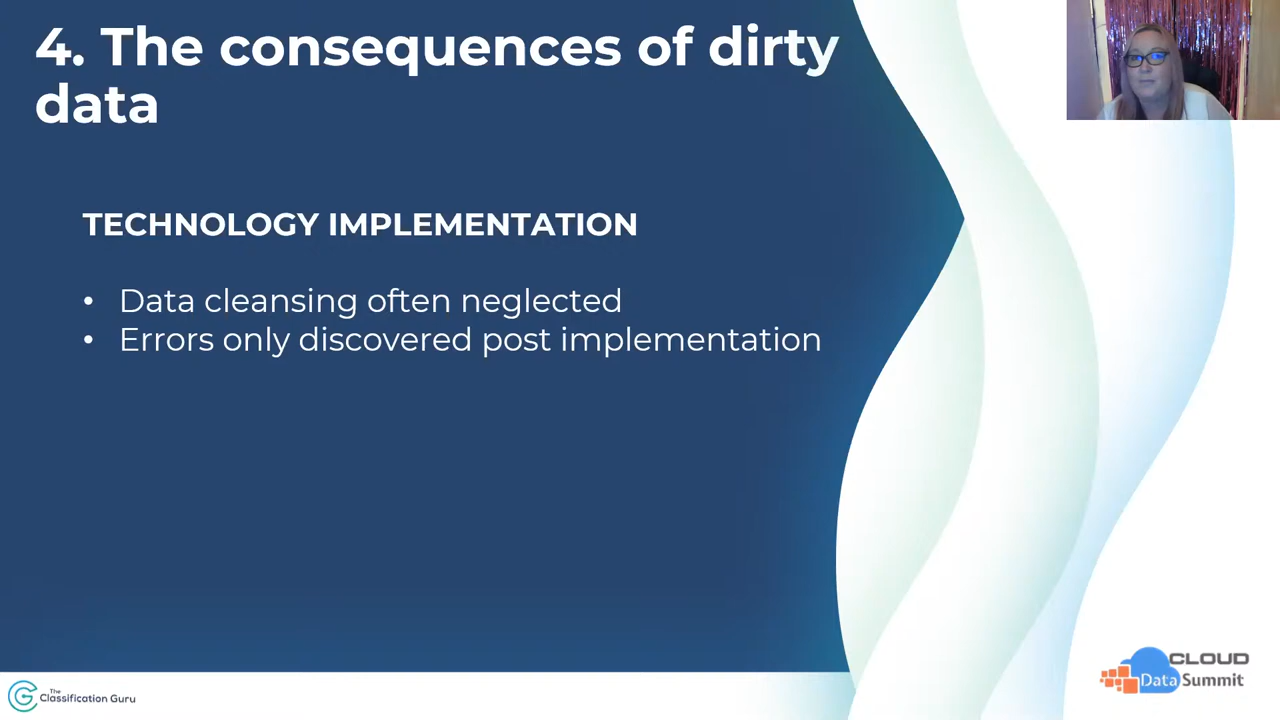 4. The consequences of dirty
data
TECHNOLOGY IMPLEMENTATION
• Data cleansing often neglected
• Errors only discovered post implementation
The
Classification Guru
CLOUD
Data Summit